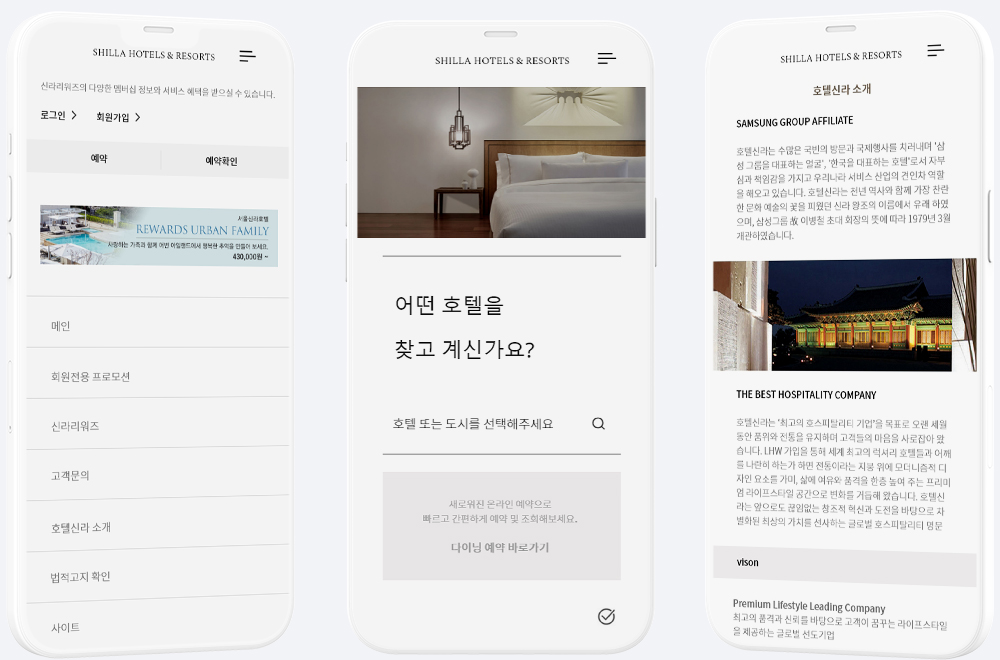 SHILLA HOTELS & RESORTS
신라리워즈의 다양한 멤버십 정보와 서비스 혜택을 받으실 수 있습니다.
로그인
회원가입
예약
예약확인
서울신라호텔
REWARDS URBAN FAMILY
사랑하는 가족과 함께 어번 아일랜드에서 행복한 추억을 만들어 보세요.
430,000원 ~
메인
회원전용 프로모션
신라리워즈
고객문의
호텔신라 소개
법적고지 확인
사이트
SHILLA HOTELS & RESORTS
어떤 호텔을
찾고 계신가요?
호텔 또는 도시를 선택해주세요
새로워진 온라인 예약으로
빠르고 간편하게 예약 및 조회해보세요.
다이닝 예약 바로가기
SHILLA HOTELS & RESORTS
호텔신라 소개
SAMSUNG GROUP AFFILIATE
호텔신라는 수많은 국빈의 방문과 국제행사를 치러내며 '삼
성 그룹을 대표하는 얼굴', '한국을 대표하는 호텔'로서 자부
심과 책임감을 가지고 우리나라 서비스 산업의 견인차 역할
을 해오고 있습니다. 호텔신라는 천년 역사와 함께 가장 찬란
한 문화 예술의 꽃을 피웠던 신라 왕조의 이름에서 유래 하였
으며, 삼성그룹 故 이병철 초대 회장의 뜻에 따라 1979년 3월
개관하였습니다.
THE BEST HOSPITALITY COMPANY
호텔신라는 '최고의 호스피탈리티 기업'을 목표로 오랜 세월
동안 품위와 전통을 유지하며 고객들의 마음을 사로잡아 왔
습니다. LHW 가입을 통해 세계 최고의 럭셔리 호텔들과 어깨
를 나란히 하는가 하면 전통이라는 지붕 위에 모더니즘적 디
자인 요소를 가미, 삶에 여유와 품격을 한층 높여 주는 프리미
엄 라이프스타일 공간으로 변화를 거듭해 왔습니다. 호텔신
라는 앞으로도 끊임없는 창조적 혁신과 도전을 바탕으로 차
별화된 최상의 가치를 선사하는 글로벌 호스피탈리티 명문
vison
Premium Lifestyle Leading Company
최고의 품격과 신뢰를 바탕으로 고객이 꿈꾸는 라이프스타일
을 제공하는 글로벌 선도기업